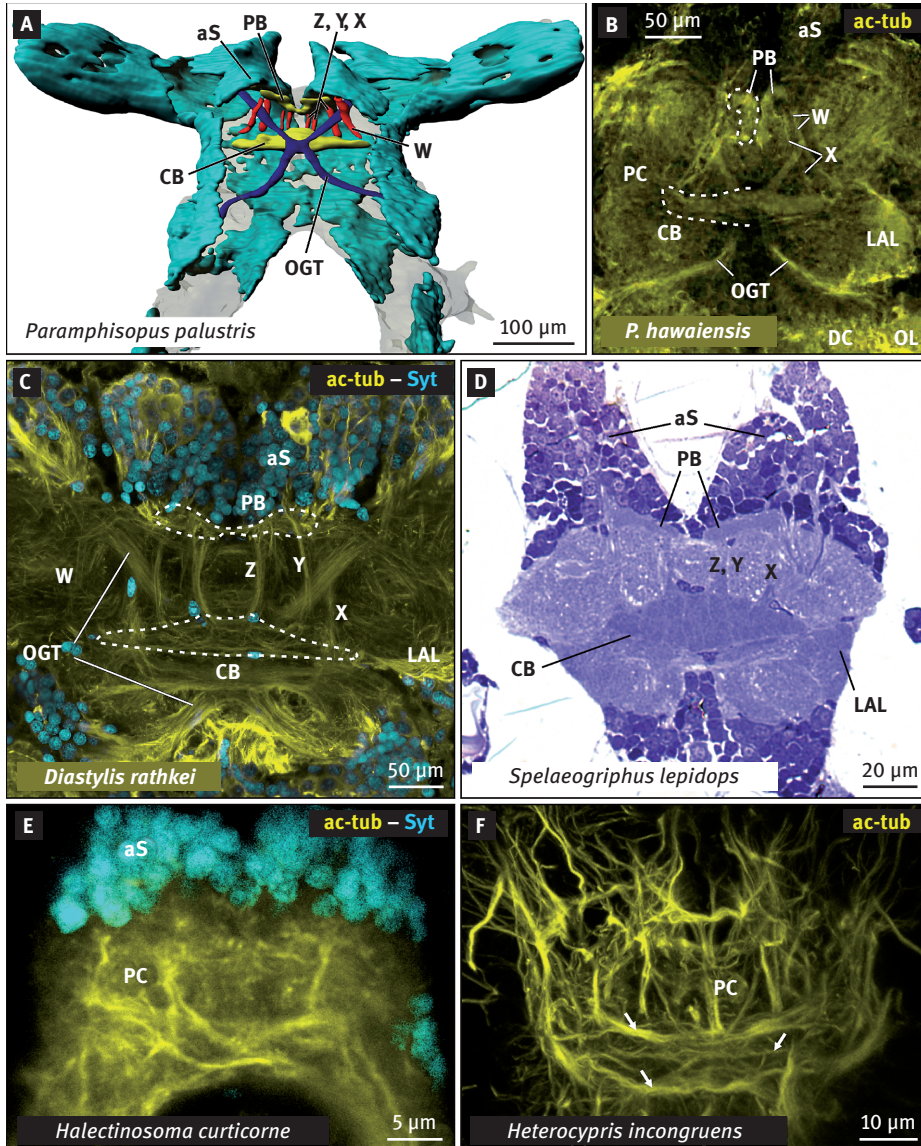 A
aS
PB
Z, Y, X
CB
W
OGT
Paramphisopus palustris
100 µm
B
50 µm
ac-tub
aS
PB
W
X
PC
CB
LAL
OGT
DC
OL
P. hawaiensis
C
ac-tub – Syt
aS
PB
W
Z
Y
X
OGT
CB
LAL
Diastylis rathkei
50 µm
D
aS
PB
Z, Y
X
CB
LAL
Spelaeogriphus lepidops
20 µm
E
ac-tub – Syt
aS
PC
Halectinosoma curticorne
5 µm
F
ac-tub
PC
Heterocypris incongruens
10 µm